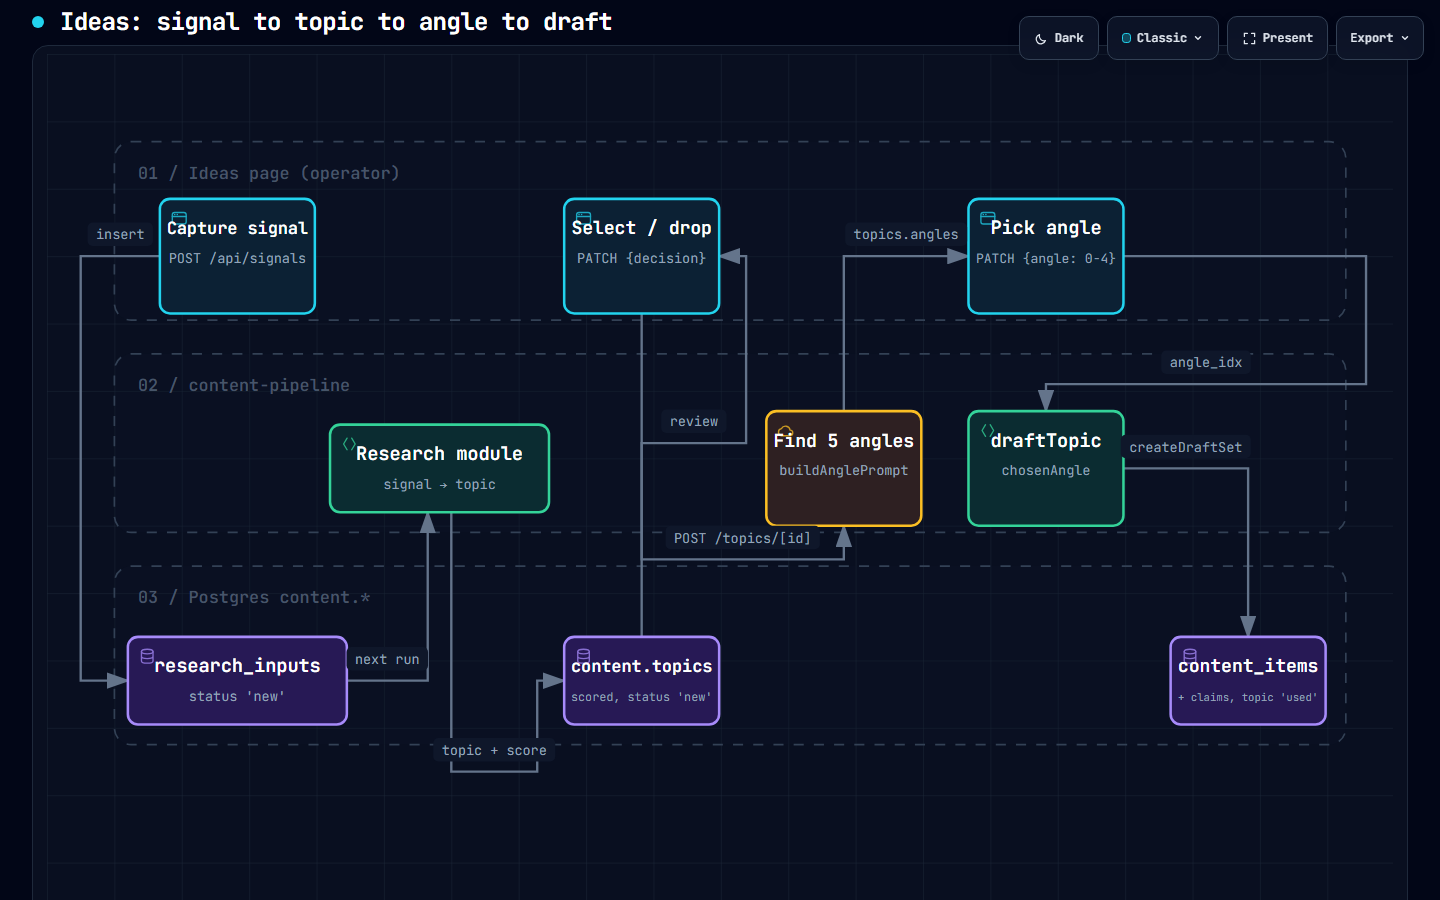 Ideas: signal to topic to angle to draft
Dark
Classic
Present
Export
01 / Ideas page (operator)
insert
Capture signal
POST /api/signals
Select / drop
PATCH {decision}
topics.angles
Pick angle
PATCH {angle: 0-4}
angle_idx
02 / content-pipeline
review
Research module
signal → topic
Find 5 angles
buildAnglePrompt
draftTopic
chosenAngle
createDraftSet
POST /topics/[id]
03 / Postgres content.*
research_inputs
status 'new'
next run
content.topics
scored, status 'new'
content_items
+ claims, topic 'used'
topic + score